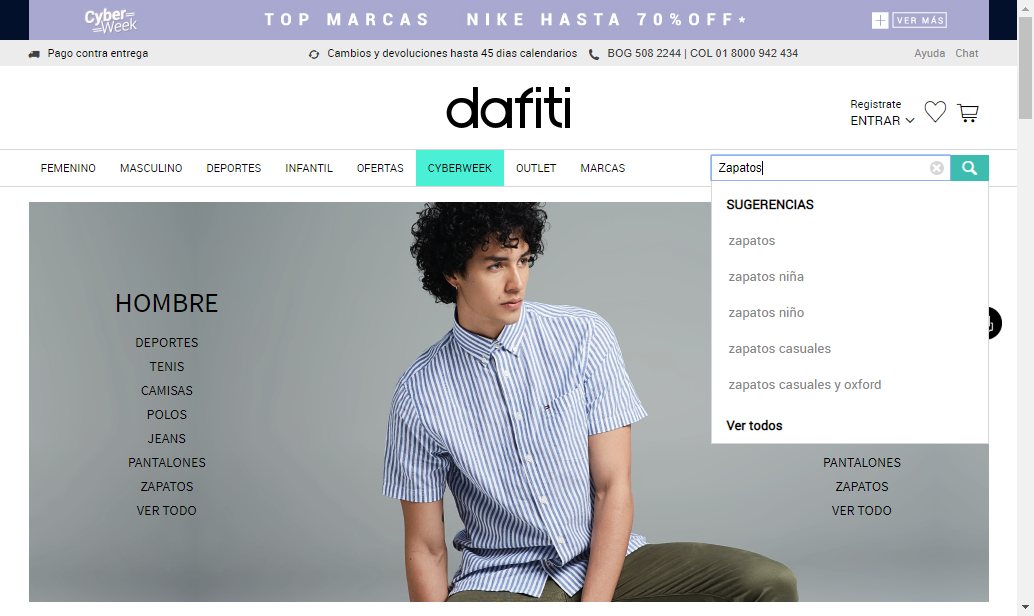 Cyber Week
TOP MARCAS NIKE HASTA 70%OFF*
VER MÁS
Pago contra entrega
Cambios y devoluciones hasta 45 dias calendarios
BOG 508 2244 | COL 01 8000 942 434
Ayuda
Chat
dafiti
Registrate
ENTRAR
FEMENINO
MASCULINO
DEPORTES
INFANTIL
OFERTAS
CYBERWEEK
OUTLET
MARCAS
Zapatos
SUGERENCIAS
zapatos
zapatos niña
zapatos niño
zapatos casuales
zapatos casuales y oxford
Ver todos
HOMBRE
DEPORTES
TENIS
CAMISAS
POLOS
JEANS
PANTALONES
ZAPATOS
VER TODO
PANTALONES
ZAPATOS
VER TODO